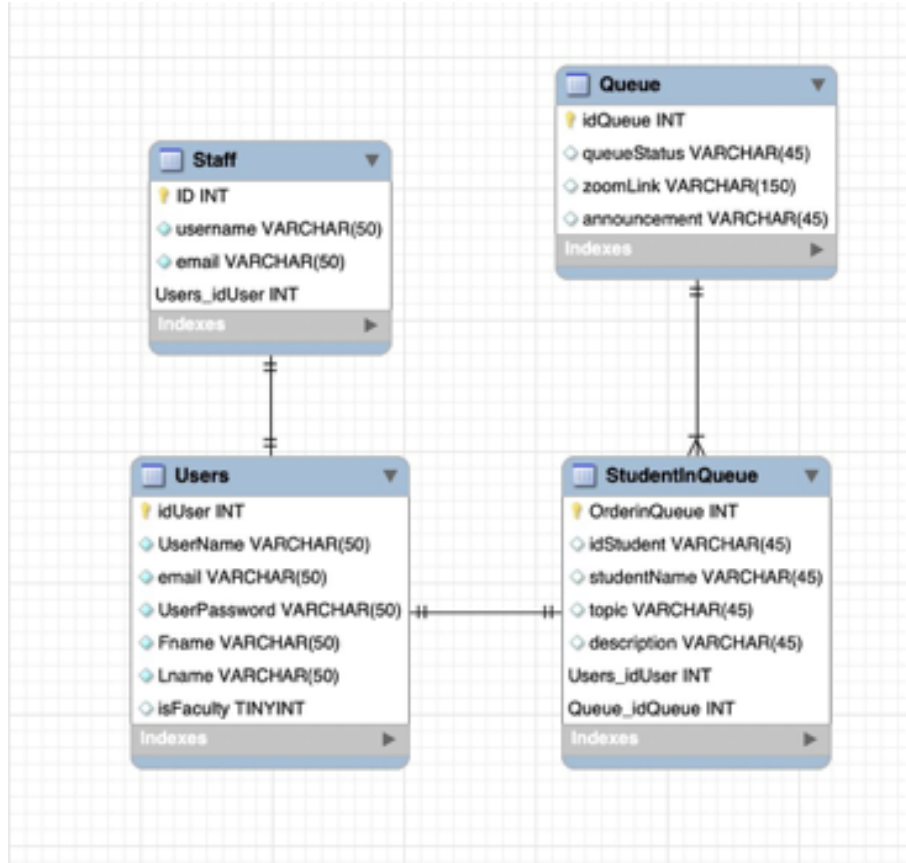 Queue
idQueue INT
queueStatus VARCHAR(45)
zoomLink VARCHAR(150)
announcement VARCHAR(45)
Indexes
Staff
ID INT
username VARCHAR(50)
email VARCHAR(50)
Users_idUser INT
Indexes
Users
idUser INT
UserName VARCHAR(50)
email VARCHAR(50)
UserPassword VARCHAR(50)
Fname VARCHAR(50)
Lname VARCHAR(50)
isFaculty TINYINT
Indexes
StudentInQueue
OrderinQueue INT
idStudent VARCHAR(45)
studentName VARCHAR(45)
topic VARCHAR(45)
description VARCHAR(45)
Users_idUser INT
Queue_idQueue INT
Indexes